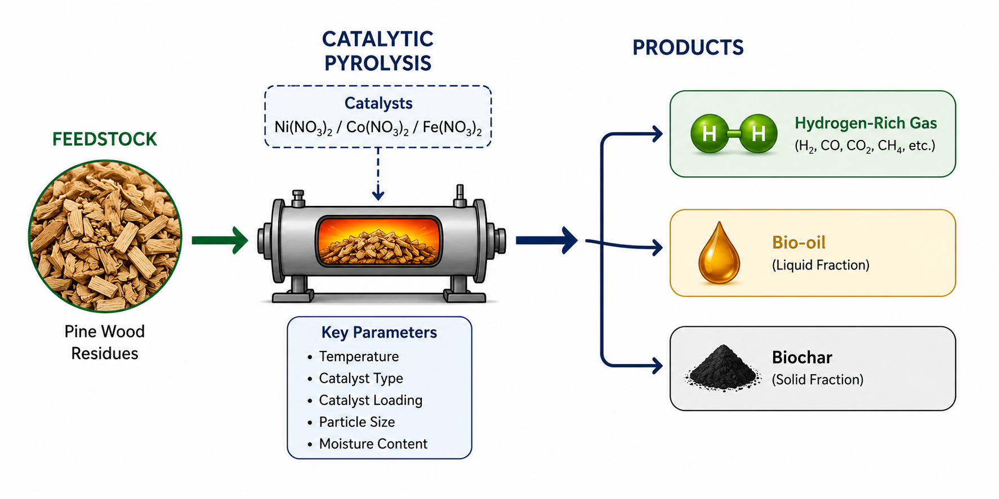 FEEDSTOCK
Pine Wood
Residues
CATALYTIC
PYROLYSIS
Catalysts
Ni(NO₃)₂ / Co(NO₃)₂ / Fe(NO₃)₂
Key Parameters
• Temperature
• Catalyst Type
• Catalyst Loading
• Particle Size
• Moisture Content
PRODUCTS
H H
Hydrogen-Rich Gas
(H₂, CO, CO₂, CH₄, etc.)
Bio-oil
(Liquid Fraction)
Biochar
(Solid Fraction)